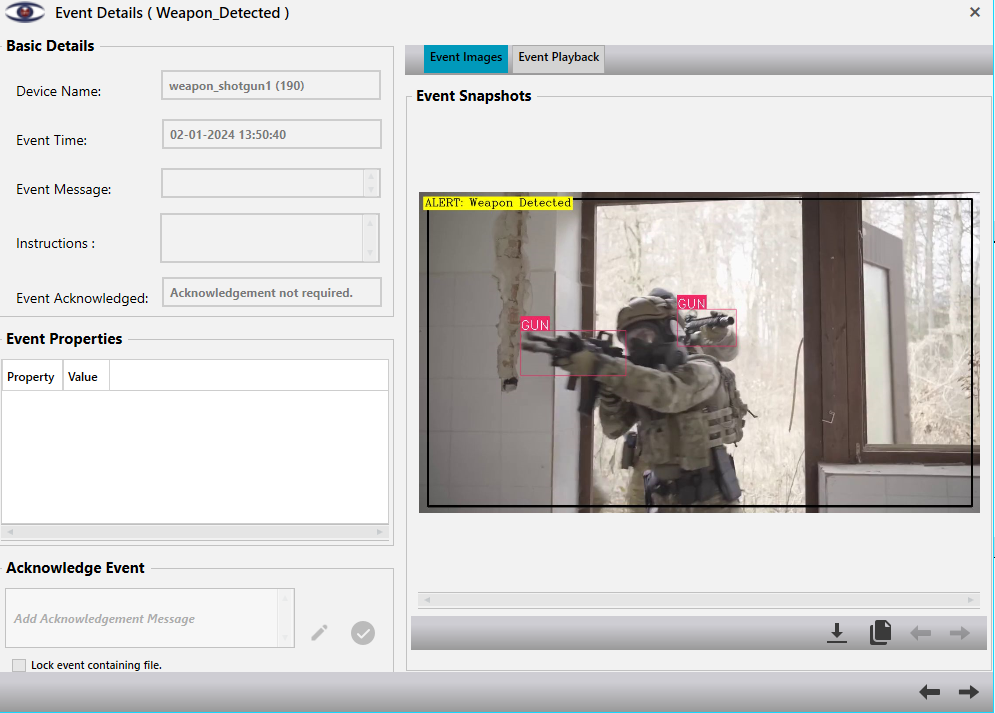 Event Details ( Weapon_Detected )
Basic Details
Device Name:
weapon_shotgun1 (190)
Event Time:
02-01-2024 13:50:40
Event Message:
Instructions :
Event Acknowledged:
Acknowledgement not required.
Event Properties
Property
Value
Acknowledge Event
Add Acknowledgement Message
Lock event containing file.
Event Images
Event Playback
Event Snapshots
ALERT: Weapon Detected
GUN
GUN